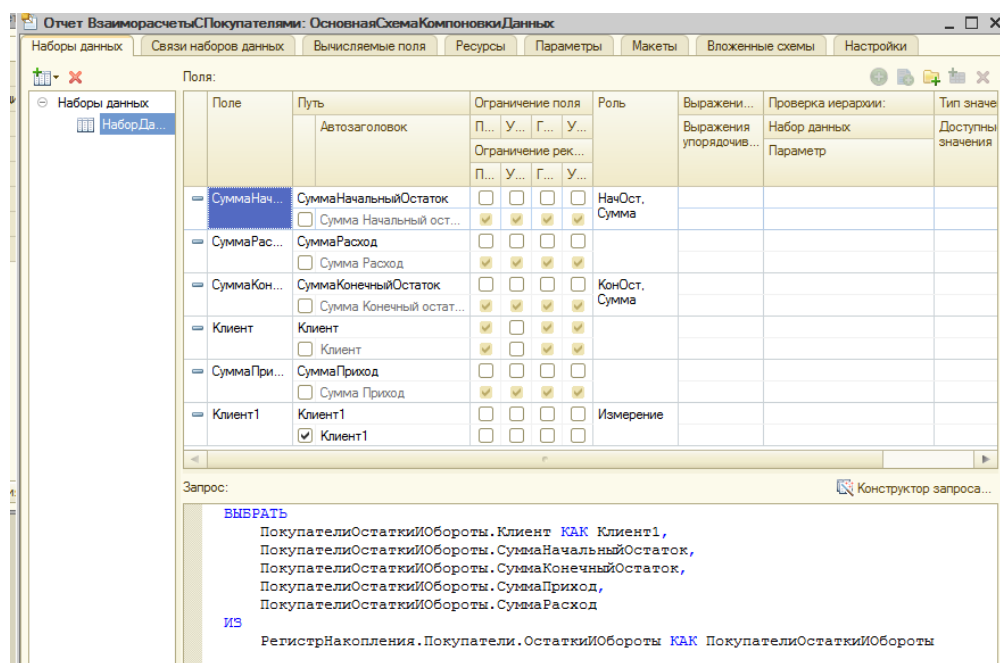 Отчет ВзаиморасчетыСПокупателями: ОсновнаяСхемаКомпоновкиДанных
Наборы данных Связи наборов данных Вычисляемые поля Ресурсы Параметры Макеты Вложенные схемы Настройки
Поля:
Наборы данных
НаборДа...
Поле Путь Ограничение поля Роль Выражени... Проверка иерархии: Тип значе
Автозаголовок П... У... Г... У... Выражения упорядочив... Набор данных Доступны значения
Ограничение рек... Параметр
П... У... Г... У...
СуммаНач... СуммаНачальныйОстаток НачОст, Сумма
Сумма Начальный ост...
СуммаРас... СуммаРасход
Сумма Расход
СуммаКон... СуммаКонечныйОстаток КонОст, Сумма
Сумма Конечный остат...
Клиент Клиент
Клиент
СуммаПри... СуммаПриход
Сумма Приход
Клиент1 Клиент1 Измерение
Клиент1
Запрос: Конструктор запроса...
ВЫБРАТЬ
ПокупателиОстаткиИОбороты.Клиент КАК Клиент1,
ПокупателиОстаткиИОбороты.СуммаНачальныйОстаток,
ПокупателиОстаткиИОбороты.СуммаКонечныйОстаток,
ПокупателиОстаткиИОбороты.СуммаПриход,
ПокупателиОстаткиИОбороты.СуммаРасход
ИЗ
РегистрНакопления.Покупатели.ОстаткиИОбороты КАК ПокупателиОстаткиИОбороты